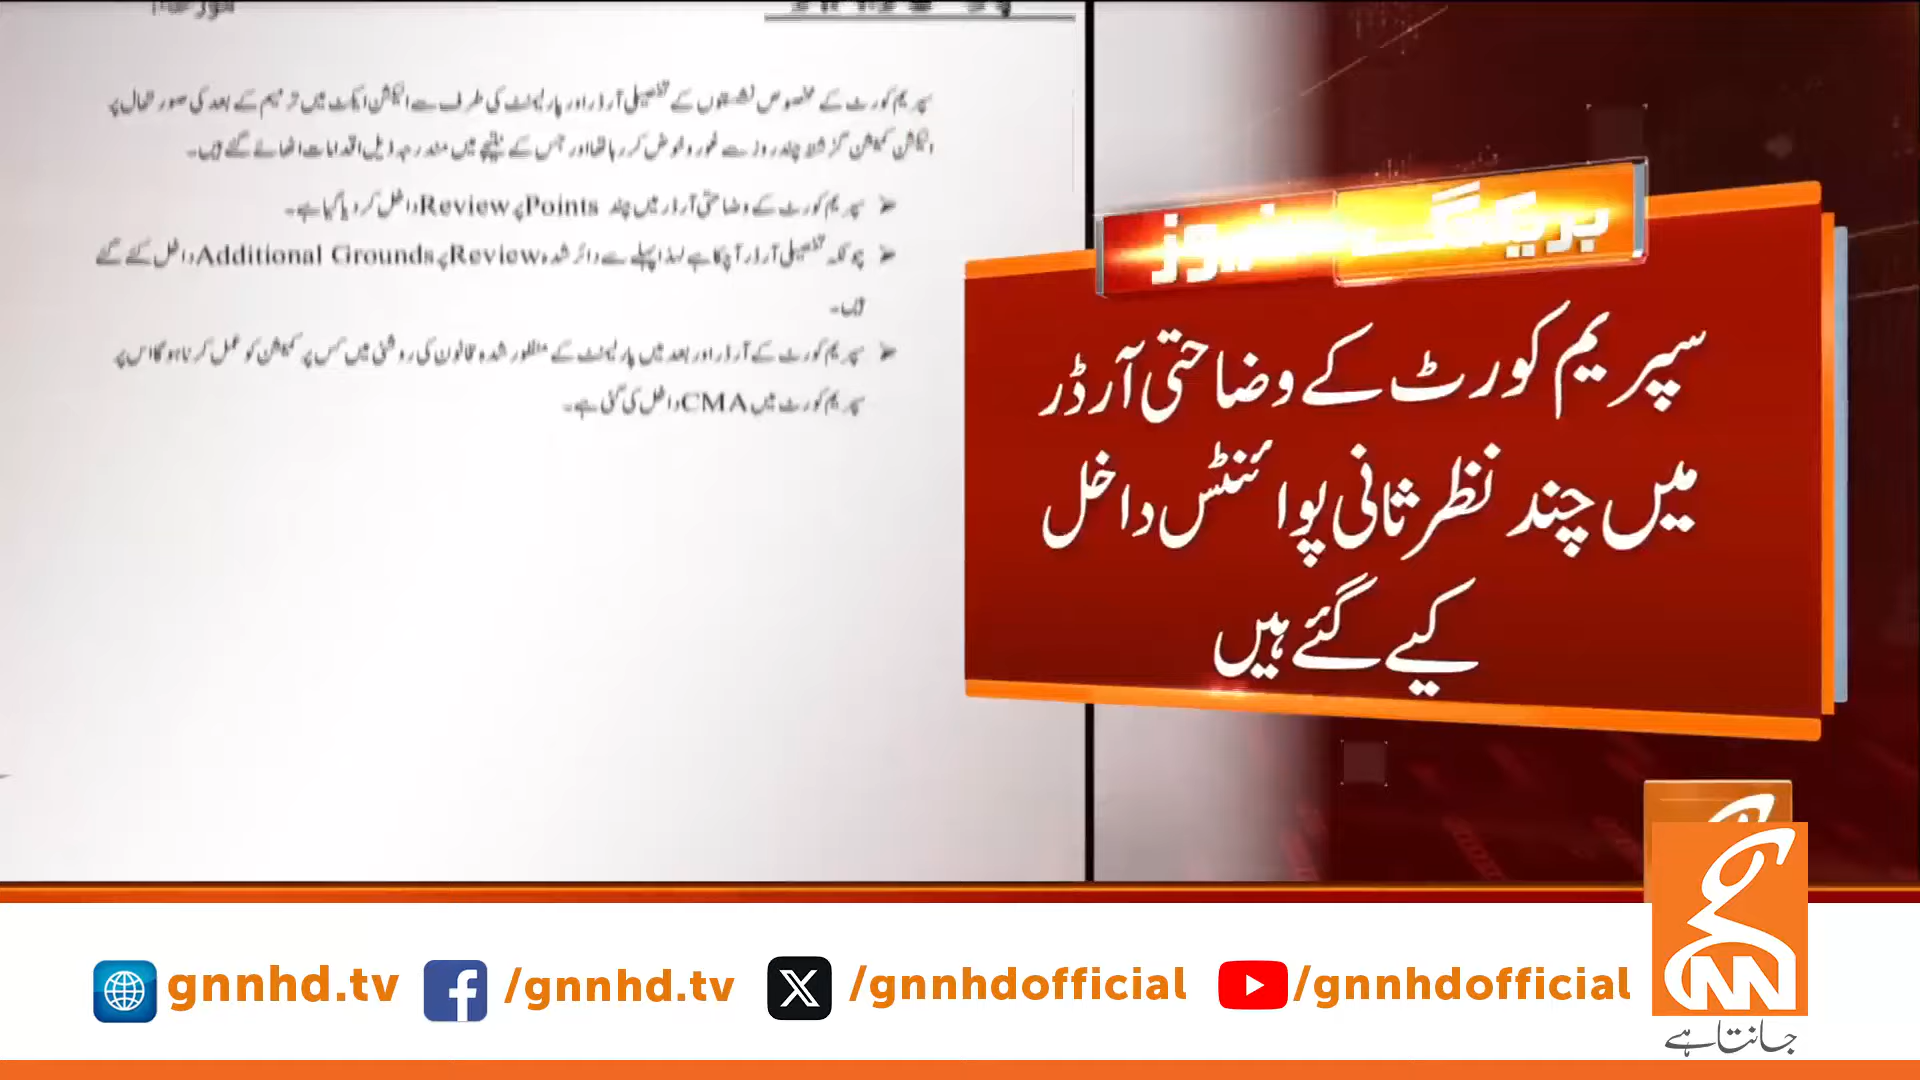 سپریم کورٹ کے مخصوص نشستوں کے تفصیلی آرڈر اور پارلیمنٹ کی طرف سے الیکشن ایکٹ میں ترمیم کے بعد کی صورتحال پر
الیکشن کمیشن گزشتہ چند روز سے غور و خوض کر رہا تھا اور جس کے نتیجے میں مندرجہ ذیل اقدامات اٹھائے گئے ہیں۔
سپریم کورٹ کے وضاحتی آرڈر میں چند Points پر Review داخل کر دیا گیا ہے۔
چونکہ تفصیلی آرڈر آچکا ہے لہذا پہلے سے دائر شدہ Review پر Additional Grounds داخل کئے گئے
ہیں۔
سپریم کورٹ کے آرڈر اور بعد میں پارلیمنٹ کے منظور شدہ قانون کی روشنی میں کس پر کمیشن کو عمل کرنا ہوگا اس پر
سپریم کورٹ میں CMA داخل کی گئی ہے۔
بریکنگ نیوز
سپریم کورٹ کے وضاحتی آرڈر
میں چند نظر ثانی پوائنٹس داخل
کیے گئے ہیں
gnnhd.tv /gnnhd.tv /gnnhdofficial /gnnhdofficial
GNN
جانتا ہے